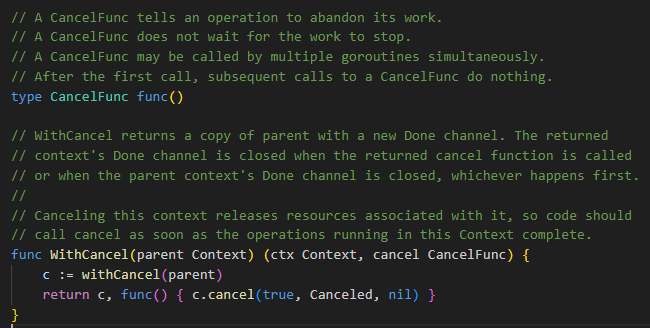 // A CancelFunc tells an operation to abandon its work.
// A CancelFunc does not wait for the work to stop.
// A CancelFunc may be called by multiple goroutines simultaneously.
// After the first call, subsequent calls to a CancelFunc do nothing.
type CancelFunc func()

// WithCancel returns a copy of parent with a new Done channel. The returned
// context's Done channel is closed when the returned cancel function is called
// or when the parent context's Done channel is closed, whichever happens first.
//
// Canceling this context releases resources associated with it, so code should
// call cancel as soon as the operations running in this Context complete.
func WithCancel(parent Context) (ctx Context, cancel CancelFunc) {
    c := withCancel(parent)
    return c, func() { c.cancel(true, Canceled, nil) }
}